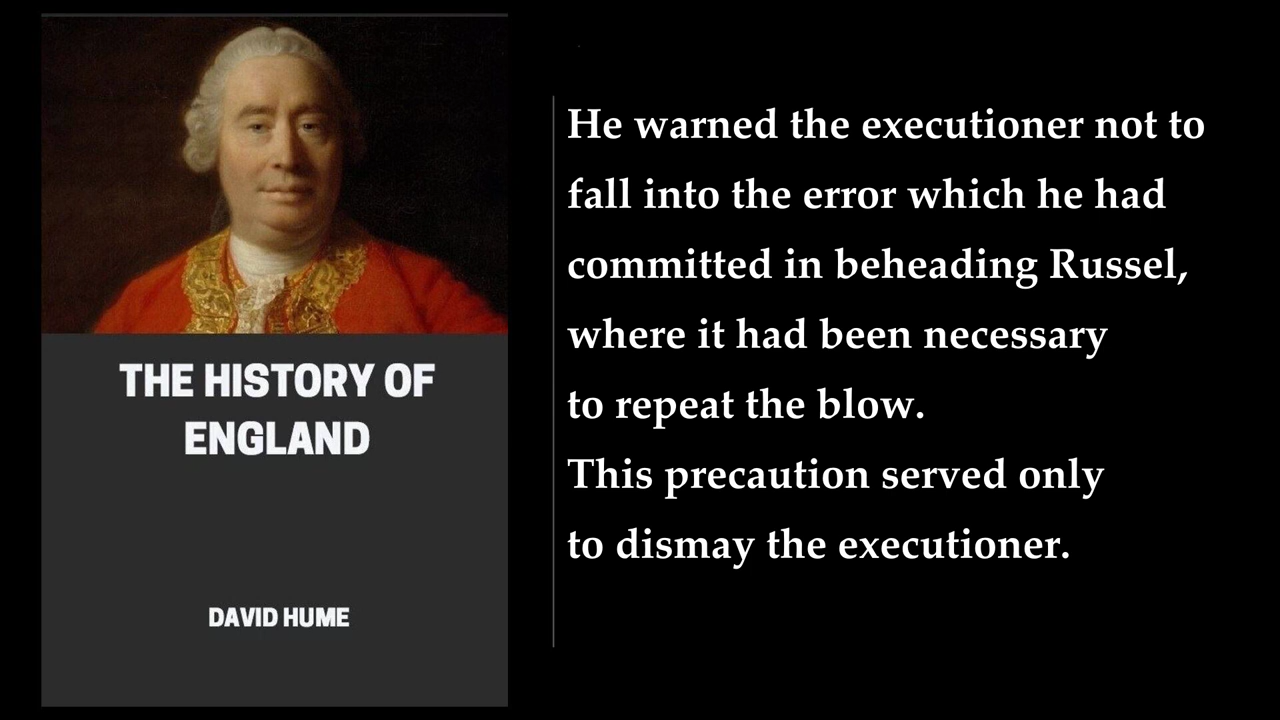 THE HISTORY OF
ENGLAND
DAVID HUME
He warned the executioner not to
fall into the error which he had
committed in beheading Russel,
where it had been necessary
to repeat the blow.
This precaution served only
to dismay the executioner.